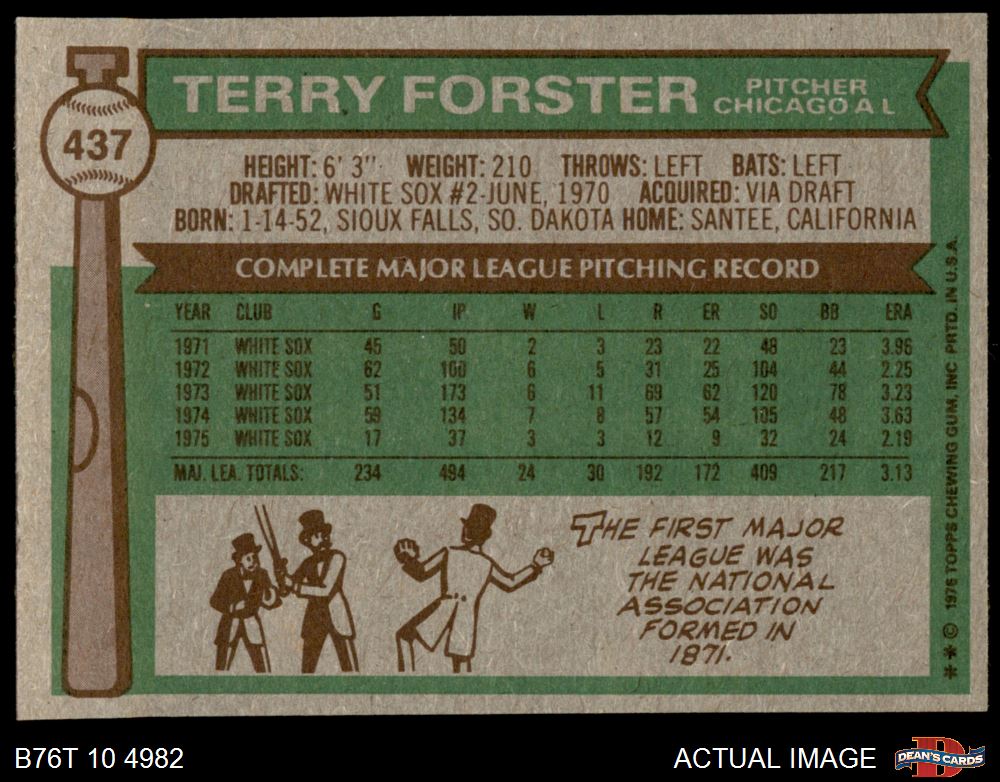 437
TERRY FORSTER
PITCHER
CHICAGO A L
HEIGHT: 6' 3" WEIGHT: 210 THROWS: LEFT BATS: LEFT
DRAFTED: WHITE SOX #2-JUNE, 1970 ACQUIRED: VIA DRAFT
BORN: 1-14-52, SIOUX FALLS, SO. DAKOTA HOME: SANTEE, CALIFORNIA
COMPLETE MAJOR LEAGUE PITCHING RECORD
YEAR CLUB G IP W L R ER SO BB ERA
1971 WHITE SOX 45 50 2 3 23 22 48 23 3.96
1972 WHITE SOX 62 100 6 5 31 25 104 44 2.25
1973 WHITE SOX 51 173 6 11 69 62 120 78 3.23
1974 WHITE SOX 59 134 7 8 57 54 105 48 3.63
1975 WHITE SOX 17 37 3 3 12 9 32 24 2.19
MAJ. LEA. TOTALS: 234 494 24 30 192 172 409 217 3.13
THE FIRST MAJOR
LEAGUE WAS
THE NATIONAL
ASSOCIATION
FORMED IN
1871.
* * © 1976 TOPPS CHEWING GUM, INC. PRTD. IN U.S.A.
B76T 10 4982
ACTUAL IMAGE
D
DEAN'S CARDS